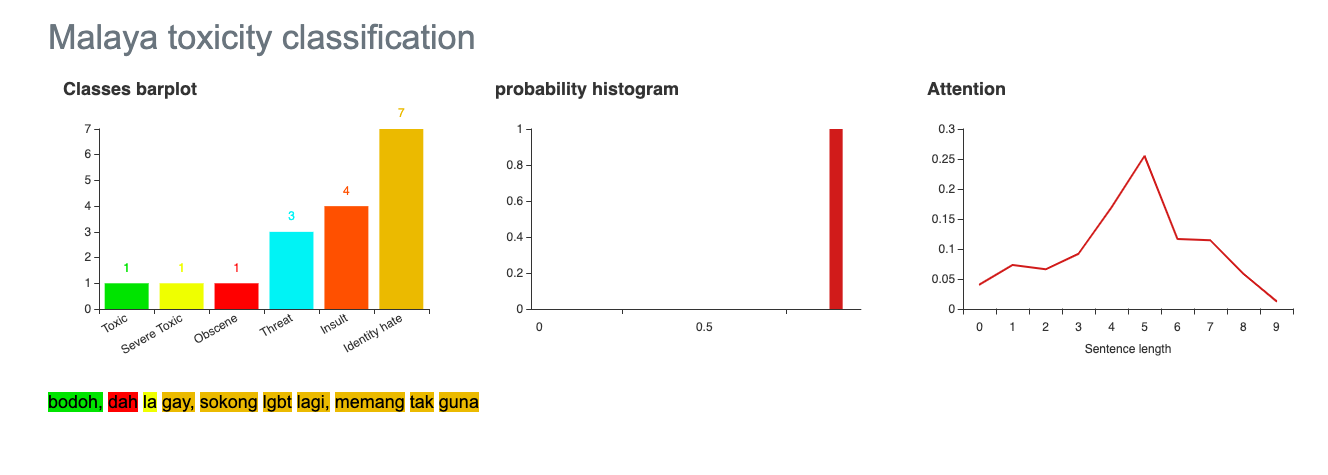 Malaya toxicity classification
Classes barplot
7
6
5
4
3
2
1
0
1
1
1
3
4
7
Toxic
Severe Toxic
Obscene
Threat
Insult
Identity hate
probability histogram
1
0.8
0.6
0.4
0.2
0
0 0.5
Attention
0.3
0.25
0.2
0.15
0.1
0.05
0
0 1 2 3 4 5 6 7 8 9
Sentence length
bodoh, dah la gay, sokong lgbt lagi, memang tak guna